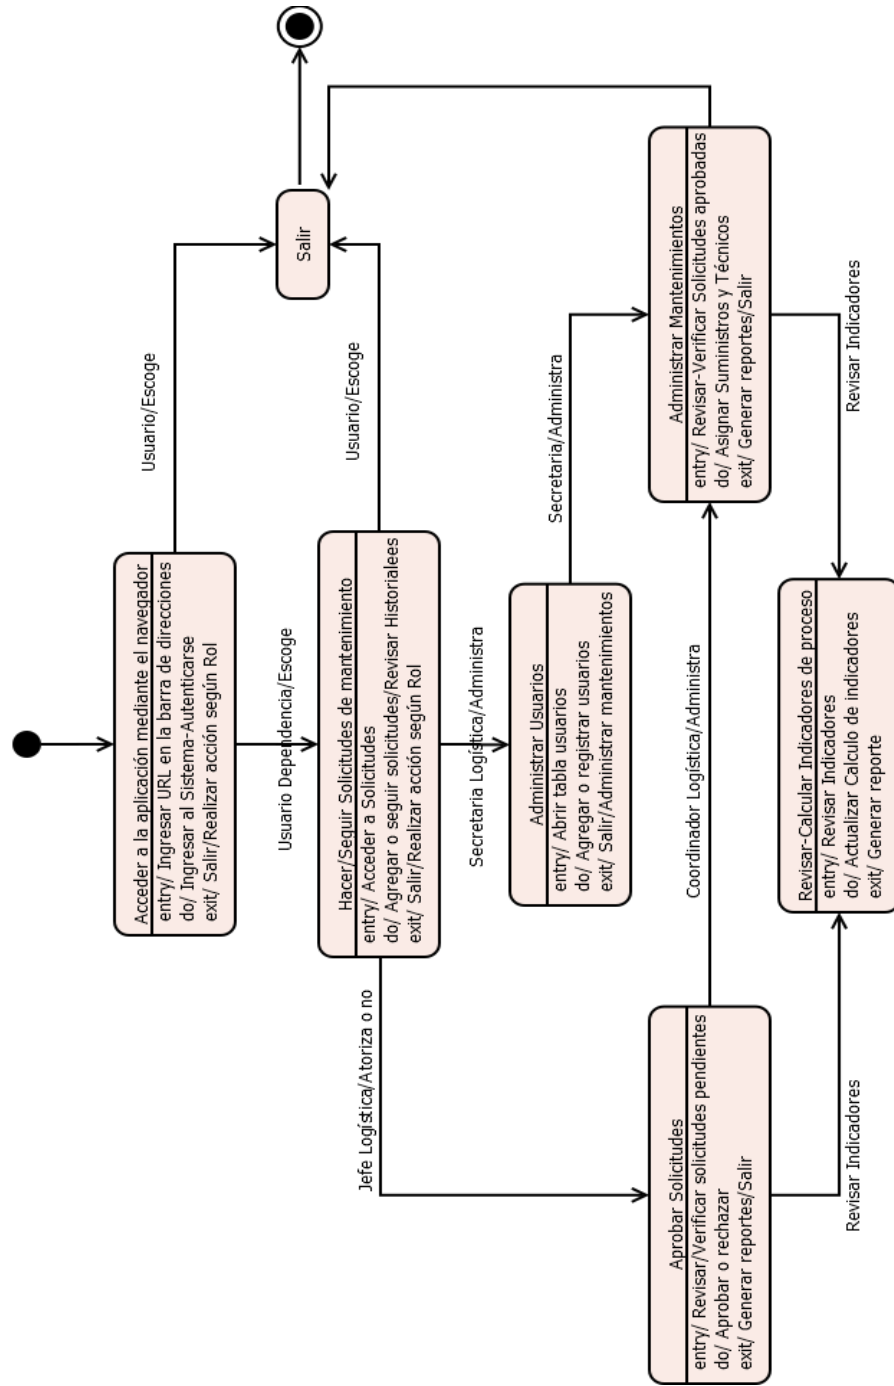 Acceder a la aplicación mediante el navegador
entry/ Ingresar URL en la barra de direcciones
do/ Ingresar al Sistema-Autenticarse
exit/ Salir/Realizar acción según Rol
Usuario/Escoge
Salir
Usuario Dependencia/Escoge
Hacer/Seguir Solicitudes de mantenimiento
entry/ Acceder a Solicitudes
do/ Agregar o seguir solicitudes/Revisar Historialees
exit/ Salir/Realizar acción según Rol
Usuario/Escoge
Jefe Logística/Atoriza o no
Secretaria Logística/Administra
Administrar Usuarios
entry/ Abrir tabla usuarios
do/ Agregar o registrar usuarios
exit/ Salir/Administrar mantenimientos
Secretaria/Administra
Aprobar Solicitudes
entry/ Revisar/Verificar solicitudes pendientes
do/ Aprobar o rechazar
exit/ Generar reportes/Salir
Coordinador Logística/Administra
Administrar Mantenimientos
entry/ Revisar-Verificar Solicitudes aprobadas
do/ Asignar Suministros y Técnicos
exit/ Generar reportes/Salir
Revisar Indicadores
Revisar-Calcular Indicadores de proceso
entry/ Revisar Indicadores
do/ Actualizar Calculo de indicadores
exit/ Generar reporte
Revisar Indicadores